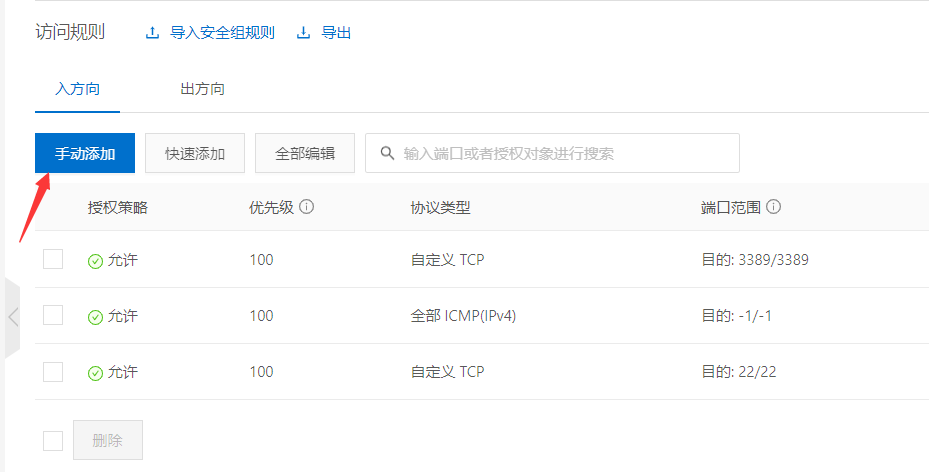 访问规则 导入安全组规则 导出
入方向 出方向
手动添加 快速添加 全部编辑 输入端口或者授权对象进行搜索
授权策略 优先级 协议类型 端口范围
允许 100 自定义 TCP 目的: 3389/3389
允许 100 全部 ICMP(IPv4) 目的: -1/-1
允许 100 自定义 TCP 目的: 22/22
删除